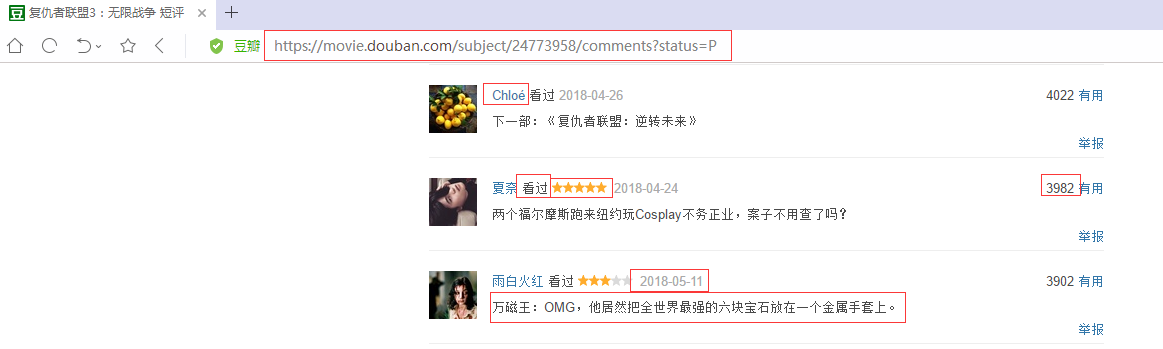 复仇者联盟3：无限战争 短评
豆瓣 https://movie.douban.com/subject/24773958/comments?status=P
Chloé 看过 2018-04-26 4022 有用
下一部：《复仇者联盟：逆转未来》
举报
夏奈 看过 2018-04-24 3982 有用
两个福尔摩斯跑来纽约玩Cosplay不务正业，案子不用查了吗？
举报
雨白火红 看过 2018-05-11 3902 有用
万磁王：OMG，他居然把全世界最强的六块宝石放在一个金属手套上。
举报